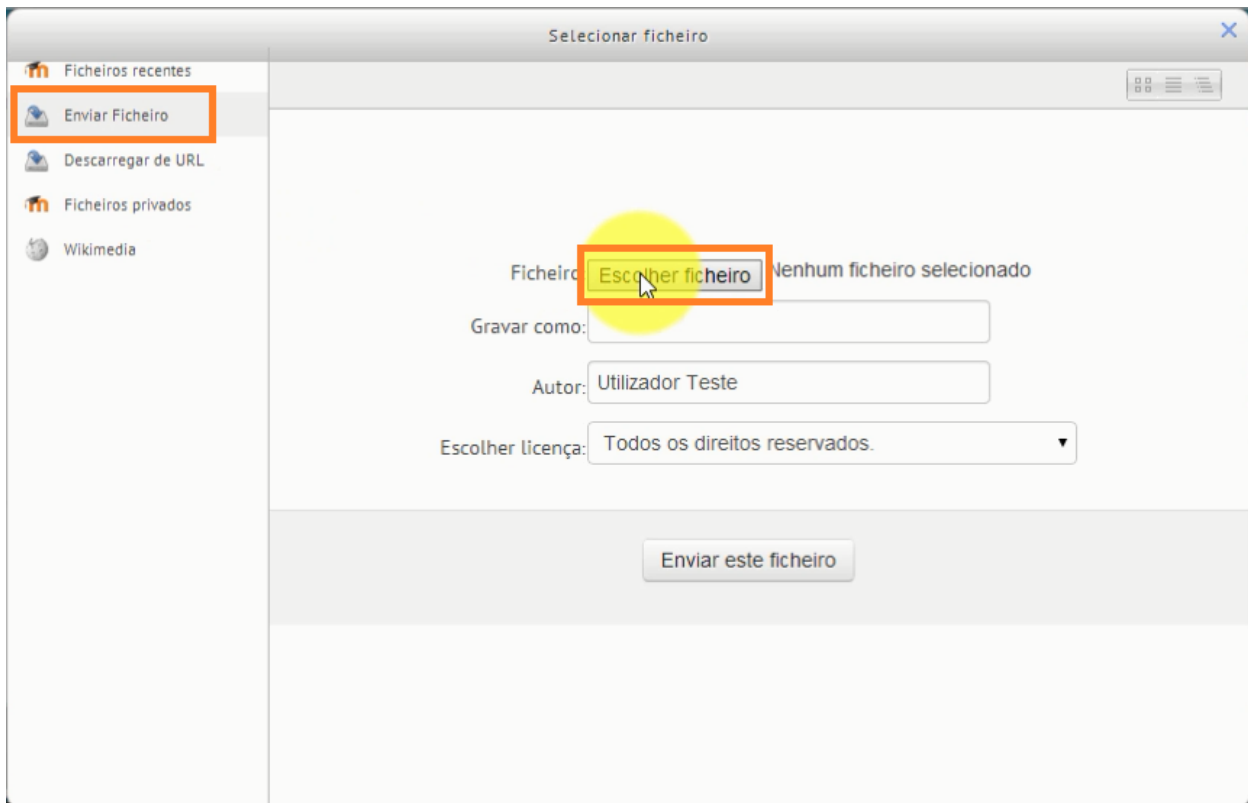 Selecionar ficheiro
Ficheiros recentes
Enviar Ficheiro
Descarregar de URL
Ficheiros privados
Wikimedia
Ficheiro Escolher ficheiro Nenhum ficheiro selecionado
Gravar como:
Autor: Utilizador Teste
Escolher licença: Todos os direitos reservados.
Enviar este ficheiro